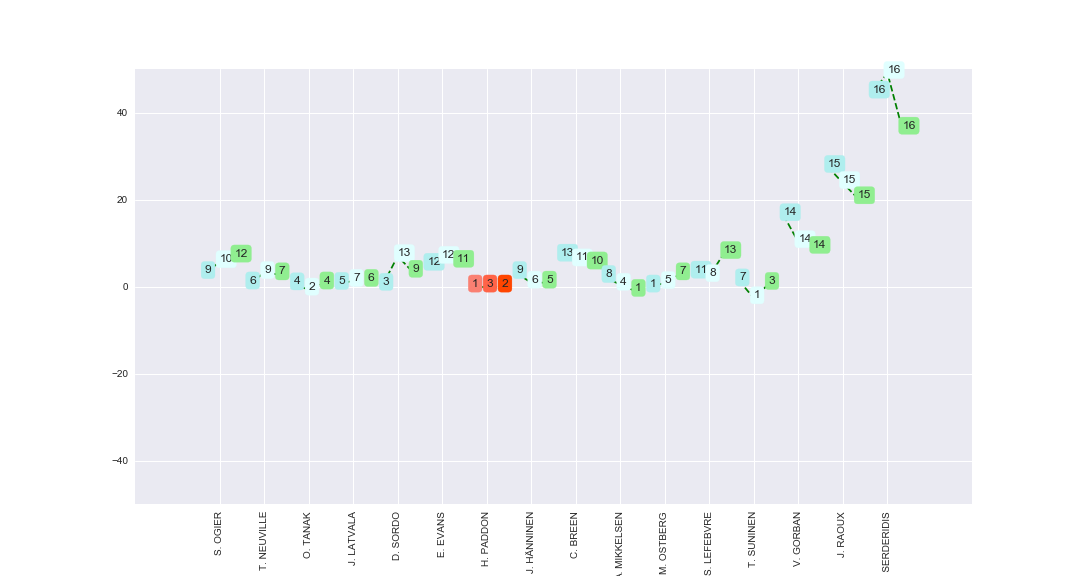 40
20
0
−20
−40
9 10 12
6 9 7
4 2 4
5 7 6
3 13 9
12 12 11
1 3 2
9 6 5
13 11 10
8 4 1
1 5 7
11 8 13
7 1 3
14 14 14
15 15 15
16 16 16
S. OGIER
T. NEUVILLE
O. TANAK
J. LATVALA
D. SORDO
E. EVANS
H. PADDON
J. HANNINEN
C. BREEN
MIKKELSEN
M. OSTBERG
S. LEFEBVRE
T. SUNINEN
V. GORBAN
J. RAOUX
SERDERIDIS